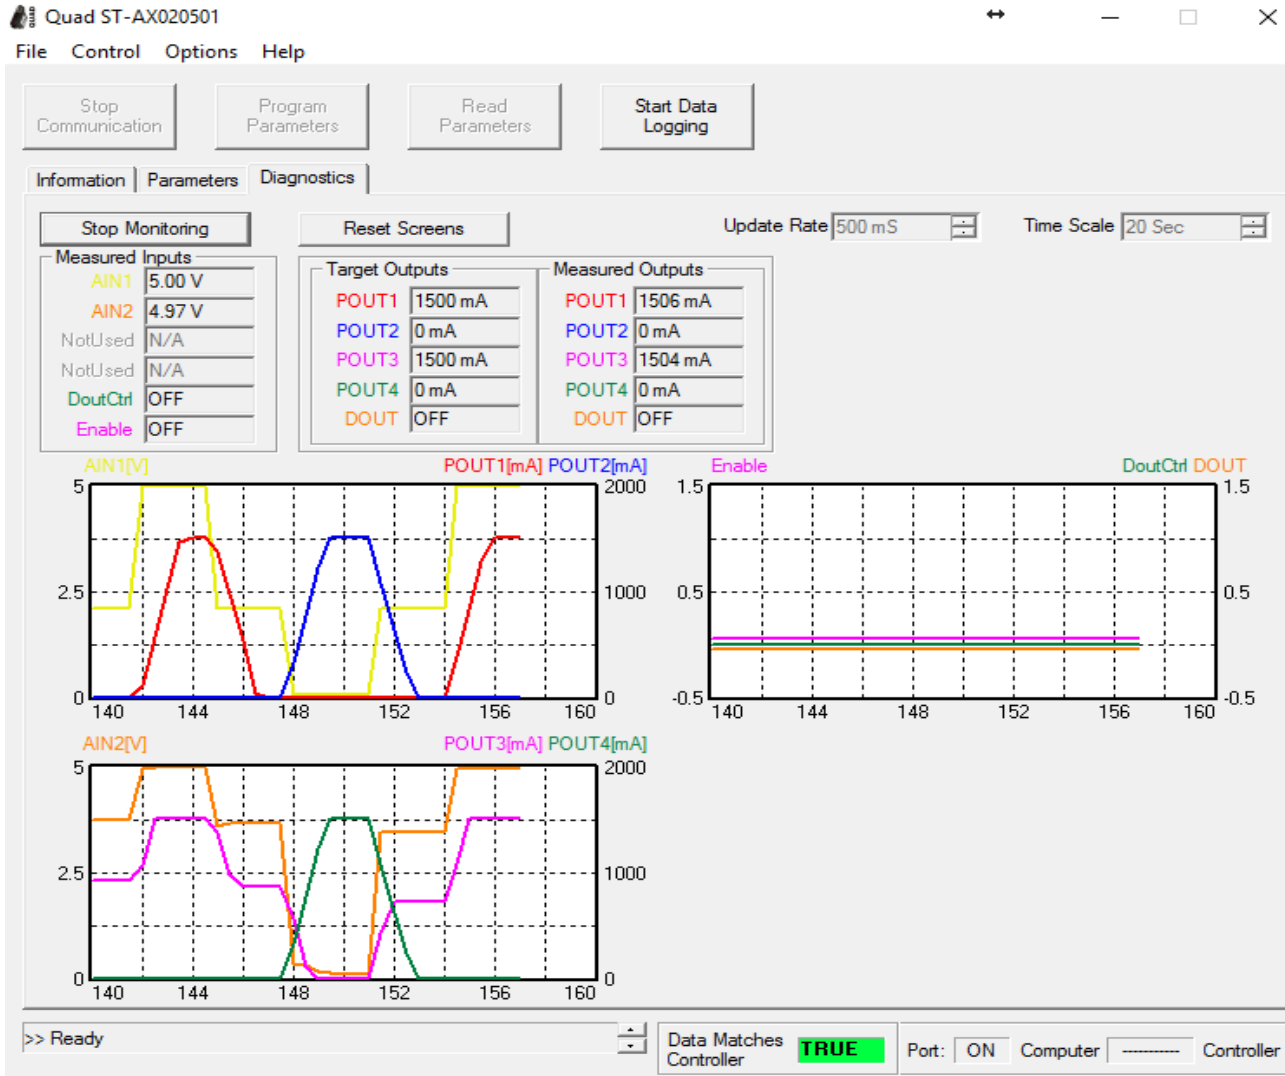 Quad ST-AX020501
File Control Options Help
Stop Communication
Program Parameters
Read Parameters
Start Data Logging
Information Parameters Diagnostics
Stop Monitoring Reset Screens Update Rate 500 mS Time Scale 20 Sec
Measured Inputs
AIN1 5.00 V
AIN2 4.97 V
NotUsed N/A
NotUsed N/A
DoutCtrl OFF
Enable OFF
Target Outputs
POUT1 1500 mA
POUT2 0 mA
POUT3 1500 mA
POUT4 0 mA
DOUT OFF
Measured Outputs
POUT1 1506 mA
POUT2 0 mA
POUT3 1504 mA
POUT4 0 mA
DOUT OFF
AIN1[V] POUT1[mA] POUT2[mA]
5 2000
2.5 1000
0 0
140 144 148 152 156 160
Enable DoutCtrl DOUT
1.5 1.5
0.5 0.5
-0.5 -0.5
140 144 148 152 156 160
AIN2[V] POUT3[mA] POUT4[mA]
5 2000
2.5 1000
0 0
140 144 148 152 156 160
>> Ready
Data Matches Controller TRUE
Port: ON Computer ----------- Controller